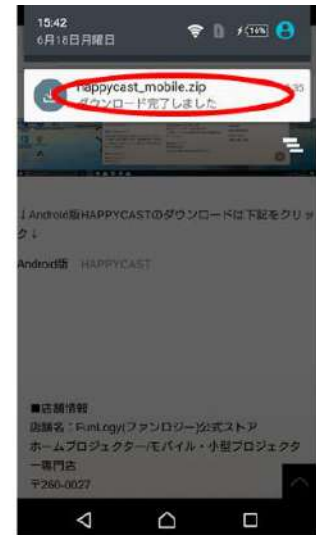 15:42
6月18日月曜日
16%
Happycast_mobile.zip
ダウンロード完了しました
↓Android版HAPPYCASTのダウンロードは下記をクリック↓
Android版 HAPPYCAST
■店舗情報
店舗名:FunLogy(ファンロジー)公式ストア
ホームプロジェクター/モバイル・小型プロジェクター専門店
〒260-0027